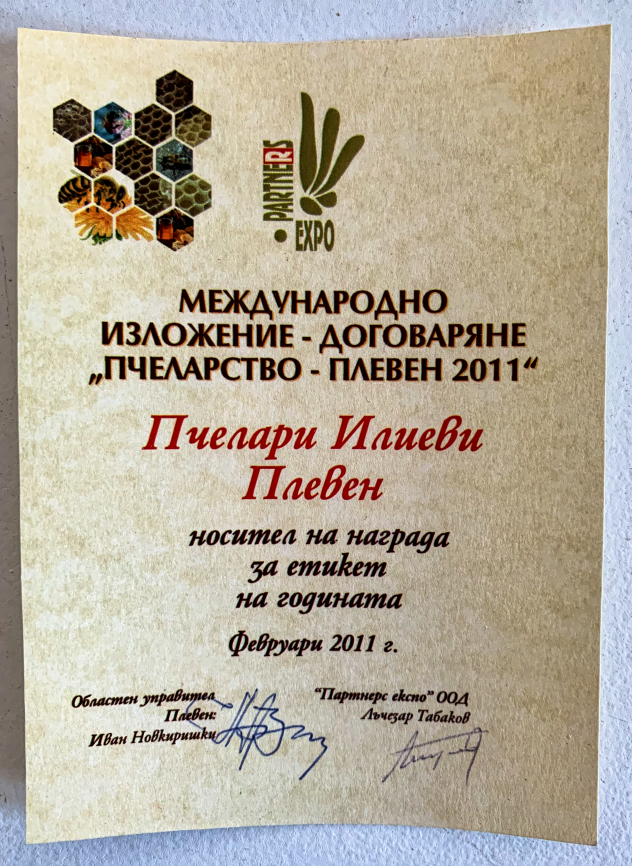 PARTNERS
EXPO
МЕЖДУНАРОДНО
ИЗЛОЖЕНИЕ - ДОГОВАРЯНЕ
„ПЧЕЛАРСТВО - ПЛЕВЕН 2011“
Пчелари Илиеви
Плевен
носител на награда
за етикет
на годината
Февруари 2011 г.
Областен управител
Плевен:
Иван Новкиришки
"Партнерс експо" ООД
Лъчезар Табаков